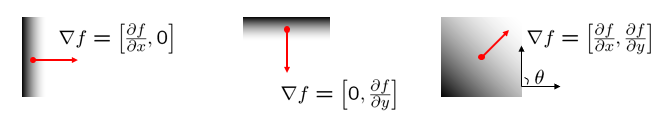 ∇f = [∂f/∂x, 0]
∇f = [0, ∂f/∂y]
∇f = [∂f/∂x, ∂f/∂y]
θ